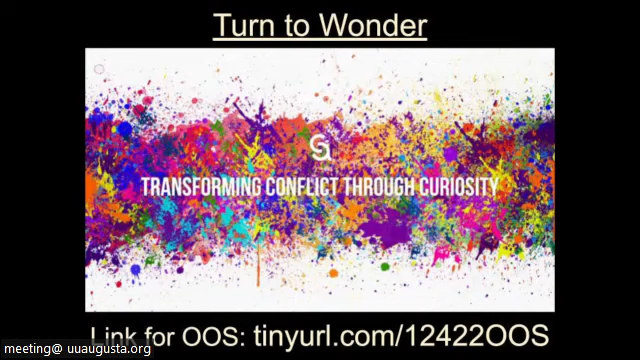 Turn to Wonder
TRANSFORMING CONFLICT THROUGH CURIOSITY
Link for OOS: tinyurl.com/12422OOS
meeting@ uuaugusta.org